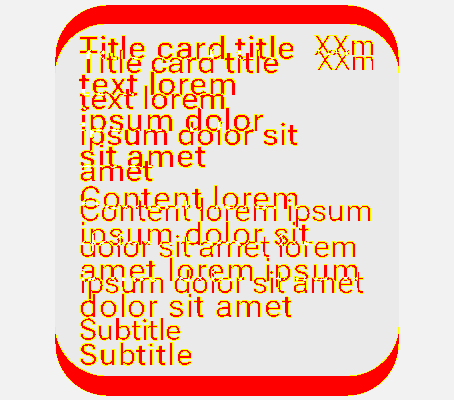 Title card title XXm
Title card title XXm
text lorem
text lorem
ipsum dolor
ipsum dolor sit
sit amet
amet
Content lorem
Content lorem ipsum
ipsum dolor sit
dolor sit amet lorem
amet lorem ipsum
ipsum dolor sit amet
dolor sit amet
Subtitle
Subtitle